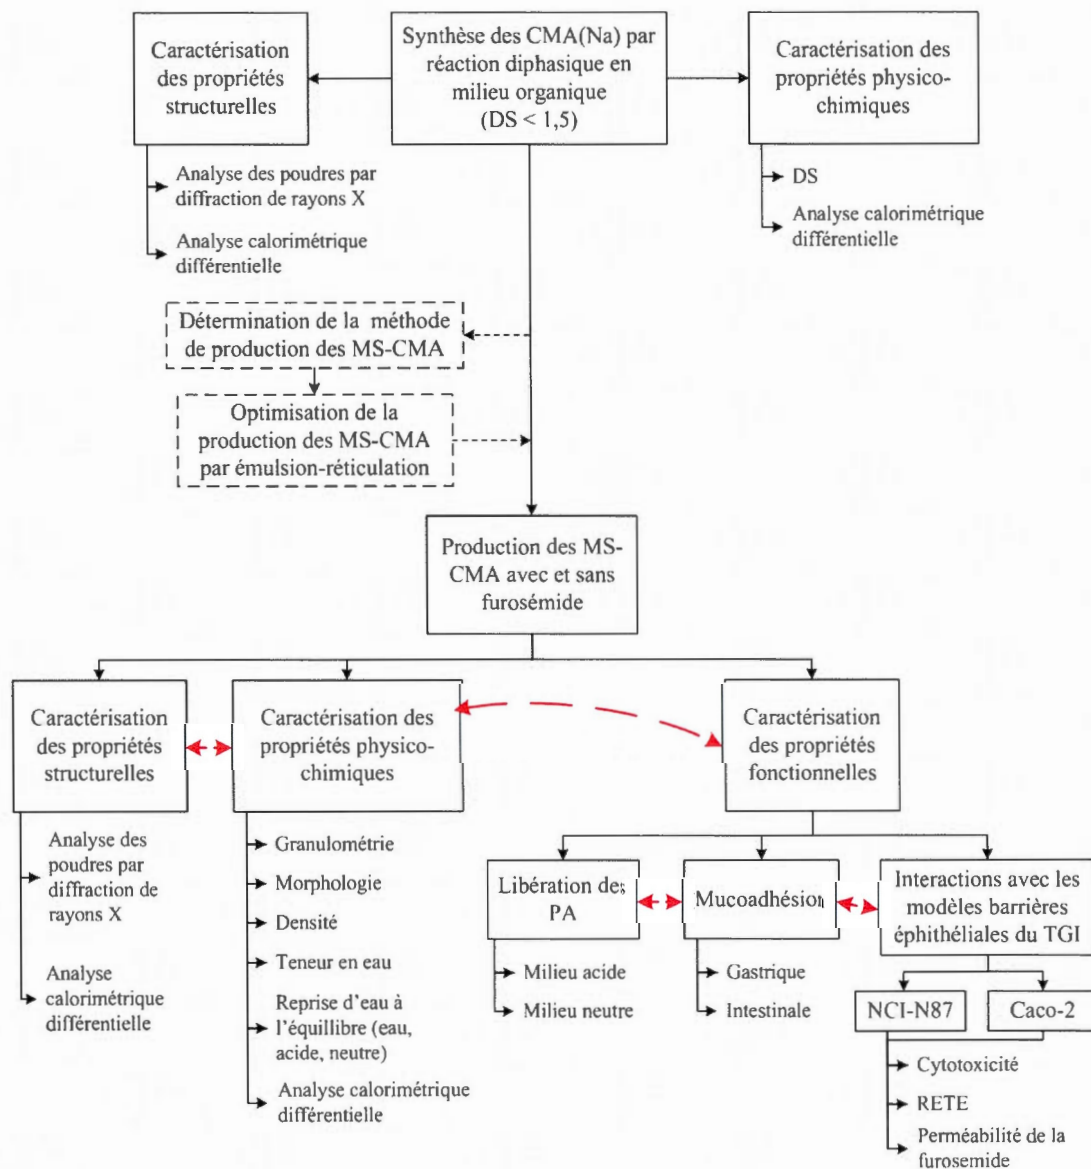 Caractérisation
des propriétés
structurelles
Synthèse des CMA(Na) par
réaction diphasique en
milieu organique
(DS < 1,5)
Caractérisation des
propriétés physico-
chimiques
Analyse des poudres par
diffraction de rayons X
Analyse calorimétrique
différentielle
DS
Analyse calorimétrique
différentielle
Détermination de la méthode
de production des MS-CMA
Optimisation de la
production des MS-CMA
par émulsion-réticulation
Production des MS-
CMA avec et sans
furosémide
Caractérisation
des propriétés
structurelles
Caractérisation des
propriétés physico-
chimiques
Caractérisation
des propriétés
fonctionnelles
Analyse des
poudres par
diffraction de
rayons X
Analyse
calorimétrique
différentielle
Granulométrie
Morphologie
Densité
Teneur en eau
Reprise d'eau à
l'équillibre (eau,
acide, neutre)
Analyse calorimétrique
différentielle
Libération des
PA
Milieu acide
Milieu neutre
Mucoadhésion
Gastrique
Intestinale
Interactions avec les
modèles barrières
éphithéliales du TGI
NCI-N87
Caco-2
Cytotoxicité
RETE
Perméabilité de la
furosemide